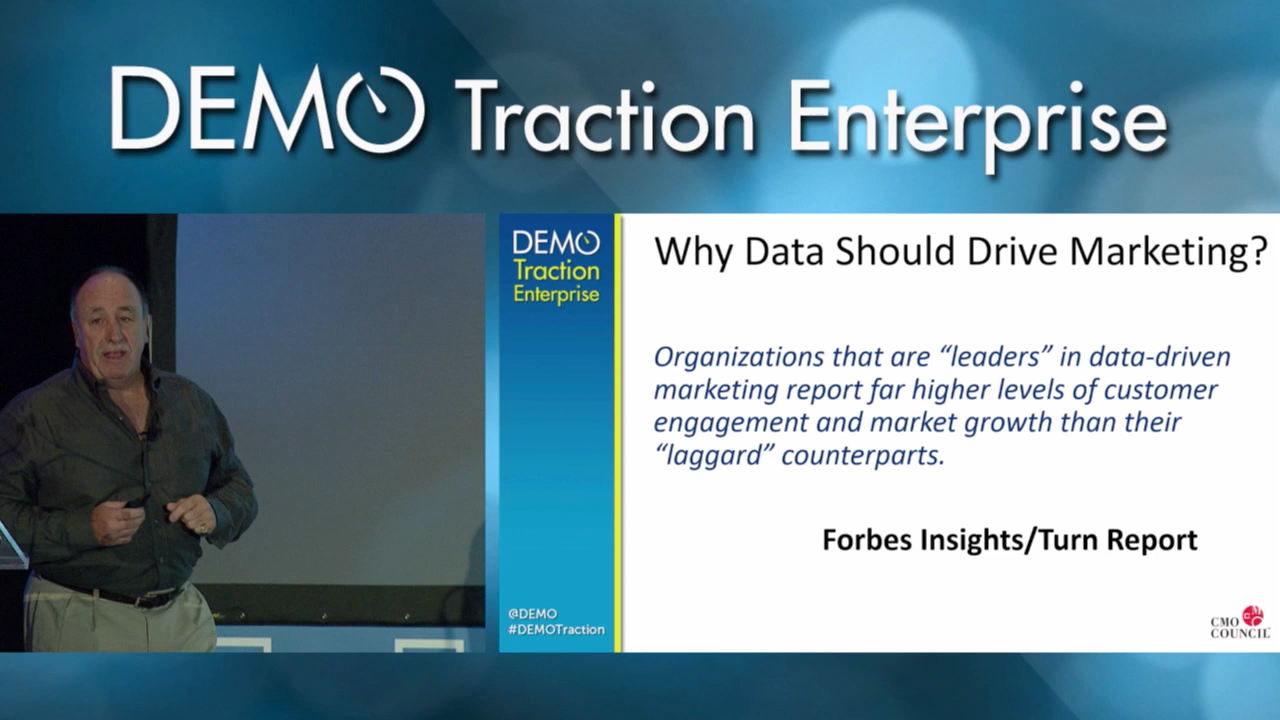 DEMO Traction Enterprise
DEMO
Traction
Enterprise
@DEMO
#DEMOTraction
Why Data Should Drive Marketing?
Organizations that are “leaders” in data-driven
marketing report far higher levels of customer
engagement and market growth than their
“laggard” counterparts.
Forbes Insights/Turn Report
CMO
COUNCIL